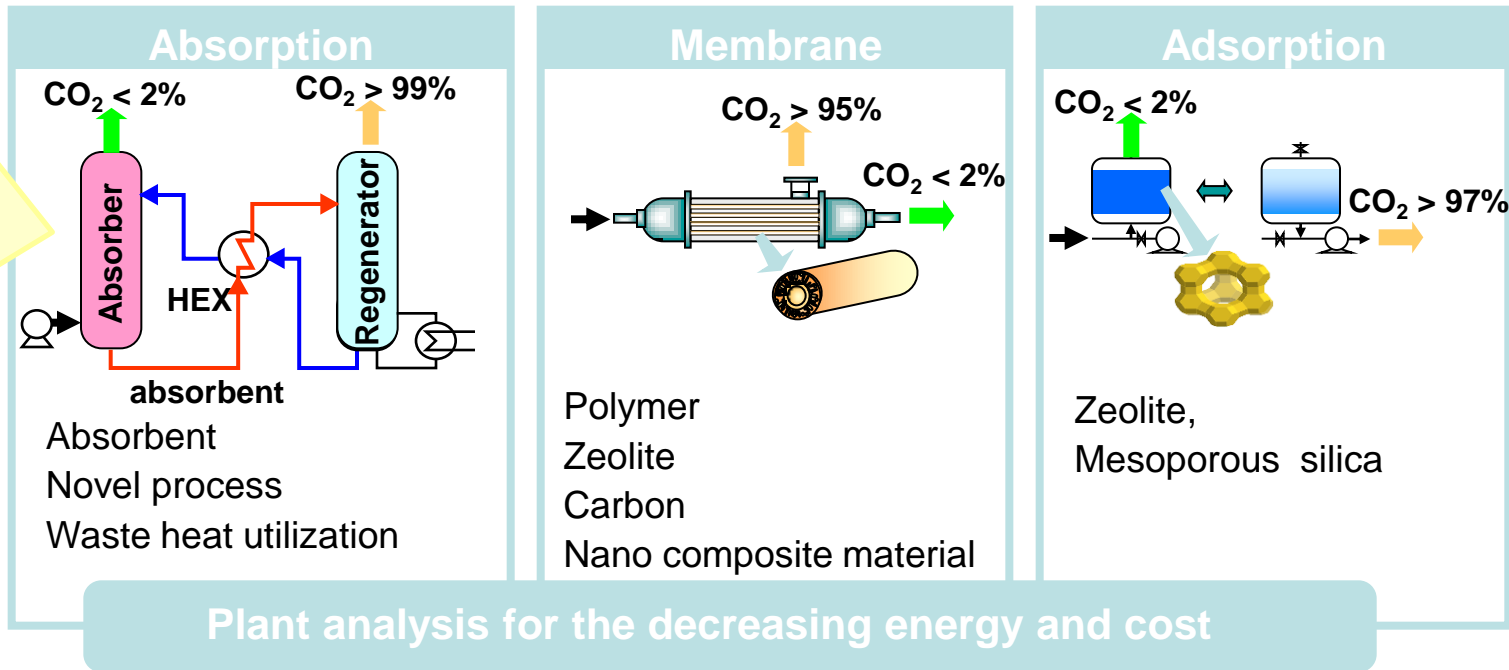 Absorption
CO₂ < 2%
CO₂ > 99%
Absorber
HEX
Regenerator
absorbent
Absorbent
Novel process
Waste heat utilization
Membrane
CO₂ > 95%
CO₂ < 2%
Polymer
Zeolite
Carbon
Nano composite material
Adsorption
CO₂ < 2%
CO₂ > 97%
Zeolite,
Mesoporous silica
Plant analysis for the decreasing energy and cost